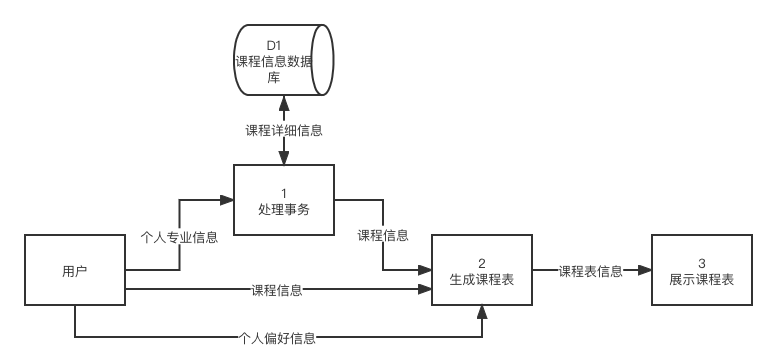 D1
课程信息数据
库
课程详细信息
1
处理事务
个人专业信息
课程信息
用户
2
生成课程表
课程表信息
3
展示课程表
课程信息
个人偏好信息